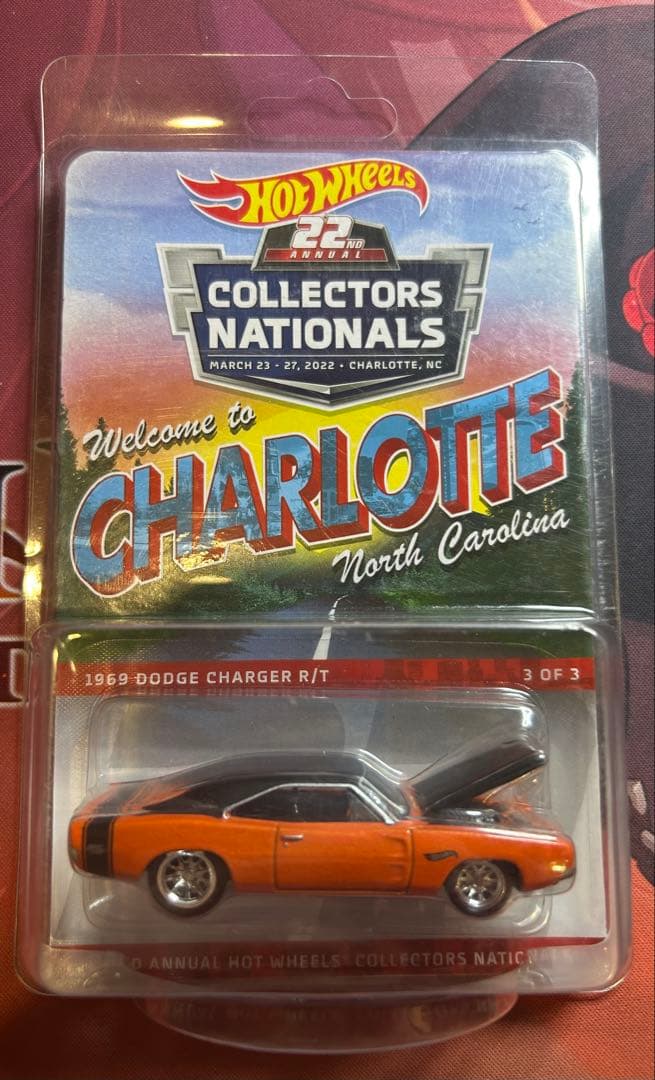 Hot Wheels
22ND
ANNUAL
COLLECTORS
NATIONALS
MARCH 23 - 27, 2022 • CHARLOTTE, NC
Welcome to
CHARLOTTE
North Carolina
1969 DODGE CHARGER R/T
3 OF 3
ANNUAL HOT WHEELS COLLECTORS